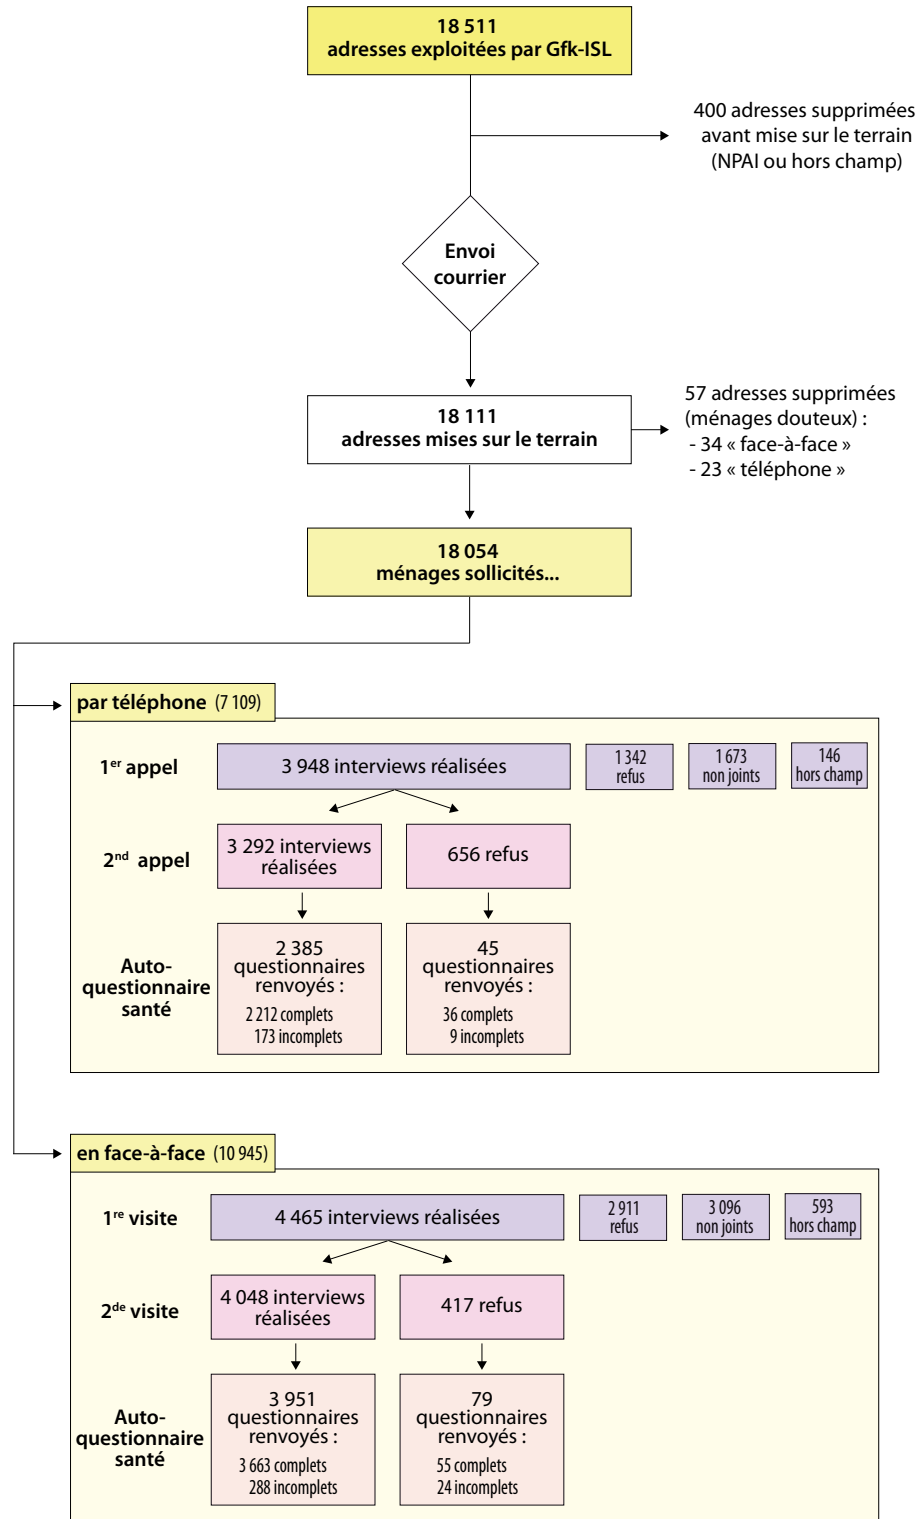 18 511
adresses exploitées par Gfk-ISL
400 adresses supprimées
avant mise sur le terrain
(NPAI ou hors champ)
Envoi
courrier
18 111
adresses mises sur le terrain
57 adresses supprimées
(ménages douteux) :
- 34 « face-à-face »
- 23 « téléphone »
18 054
ménages sollicités...
par téléphone (7 109)
1er appel
3 948 interviews réalisées
1 342
refus
1 673
non joints
146
hors champ
2nd appel
3 292 interviews
réalisées
656 refus
Auto-
questionnaire
santé
2 385
questionnaires
renvoyés :
2 212 complets
173 incomplets
45
questionnaires
renvoyés :
36 complets
9 incomplets
en face-à-face (10 945)
1re visite
4 465 interviews réalisées
2 911
refus
3 096
non joints
593
hors champ
2de visite
4 048 interviews
réalisées
417 refus
Auto-
questionnaire
santé
3 951
questionnaires
renvoyés :
3 663 complets
288 incomplets
79
questionnaires
renvoyés :
55 complets
24 incomplets